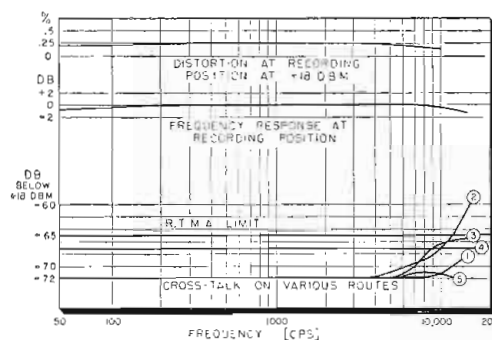 %
.5
.25
0
DISTORTION AT RECORDING
POSITION AT +18 DBM
DB
+2
0
-2
FREQUENCY RESPONSE AT
RECORDING POSITION
DB
BELOW
+18 DBM
-60
R.T.M.A. LIMIT
-65
-70
-72
2
3
4
1
5
CROSS-TALK ON VARIOUS ROUTES
50 100 1000 10,000 20
FREQUENCY [CPS]